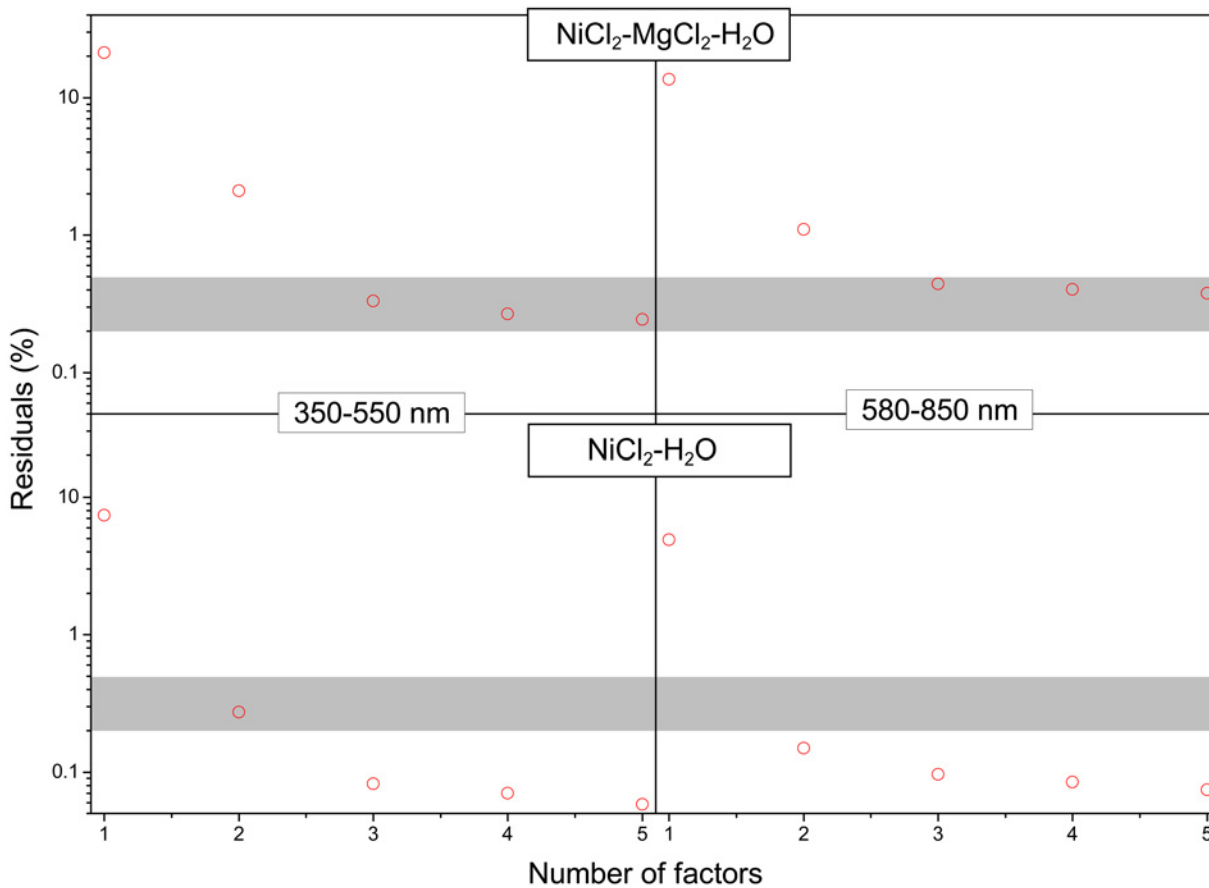 NiCl₂-MgCl₂-H₂O
10
1
0.1
350-550 nm
580-850 nm
Residuals (%)
NiCl₂-H₂O
10
1
0.1
1 2 3 4 5 1 2 3 4 5
Number of factors